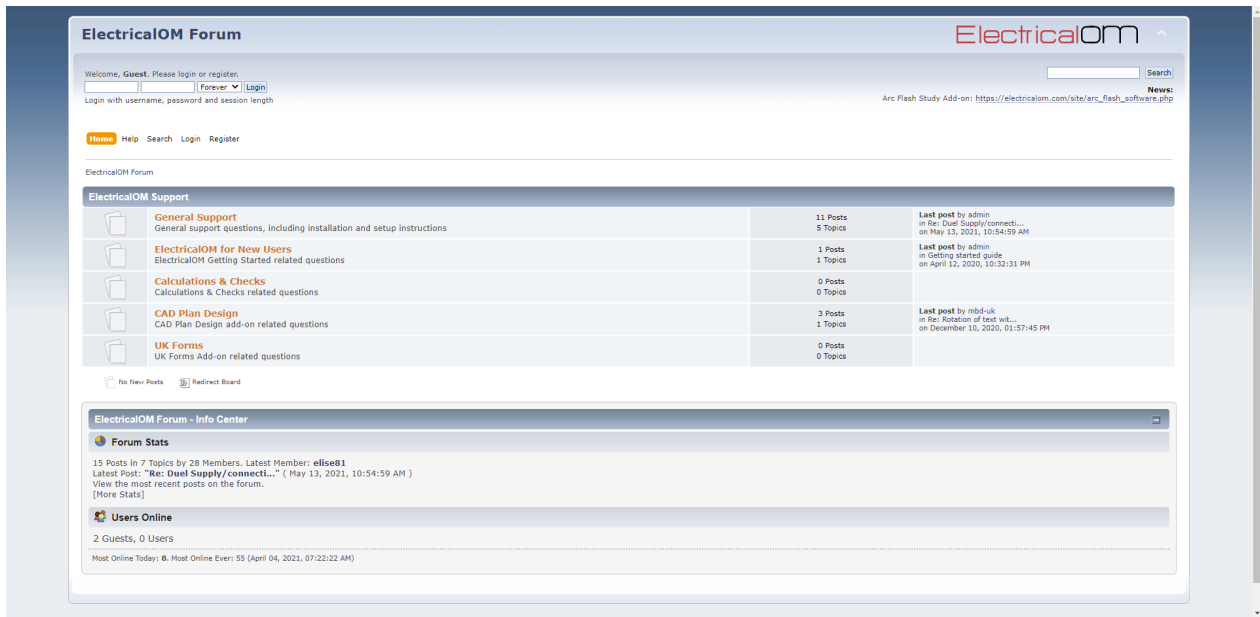 ElectricalOM Forum
ElectricalOM
Welcome, Guest. Please login or register.
Forever Login
Login with username, password and session length
Search
News:
Arc Flash Study Add-on: https://electricalom.com/site/arc_flash_software.php
Home Help Search Login Register
ElectricalOM Forum
ElectricalOM Support
General Support
General support questions, including installation and setup instructions
11 Posts
5 Topics
Last post by admin
in Re: Duel Supply/connecti...
on May 13, 2021, 10:54:59 AM
ElectricalOM for New Users
ElectricalOM Getting Started related questions
1 Posts
1 Topics
Last post by admin
in Getting started guide
on April 12, 2020, 10:32:31 PM
Calculations & Checks
Calculations & Checks related questions
0 Posts
0 Topics
CAD Plan Design
CAD Plan Design add-on related questions
3 Posts
1 Topics
Last post by mbd-uk
in Re: Rotation of text wit...
on December 10, 2020, 01:57:45 PM
UK Forms
UK Forms Add-on related questions
0 Posts
0 Topics
No New Posts Redirect Board
ElectricalOM Forum - Info Center
Forum Stats
15 Posts in 7 Topics by 28 Members. Latest Member: elise81
Latest Post: "Re: Duel Supply/connecti..." ( May 13, 2021, 10:54:59 AM )
View the most recent posts on the forum.
[More Stats]
Users Online
2 Guests, 0 Users
Most Online Today: 8. Most Online Ever: 55 (April 04, 2021, 07:22:22 AM)